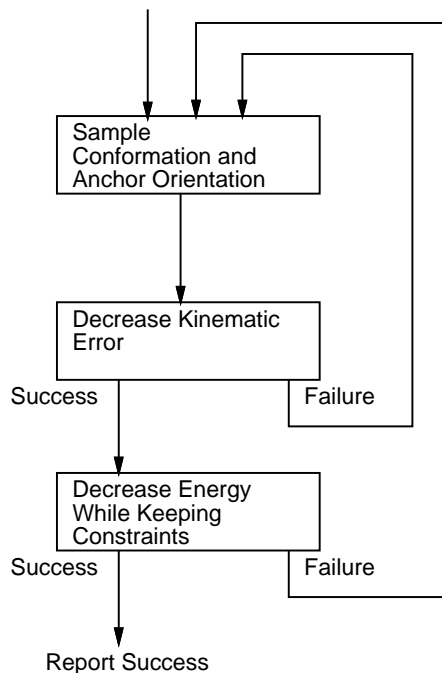 Sample
Conformation and
Anchor Orientation
Decrease Kinematic
Error
Success
Failure
Decrease Energy
While Keeping
Constraints
Success
Failure
Report Success